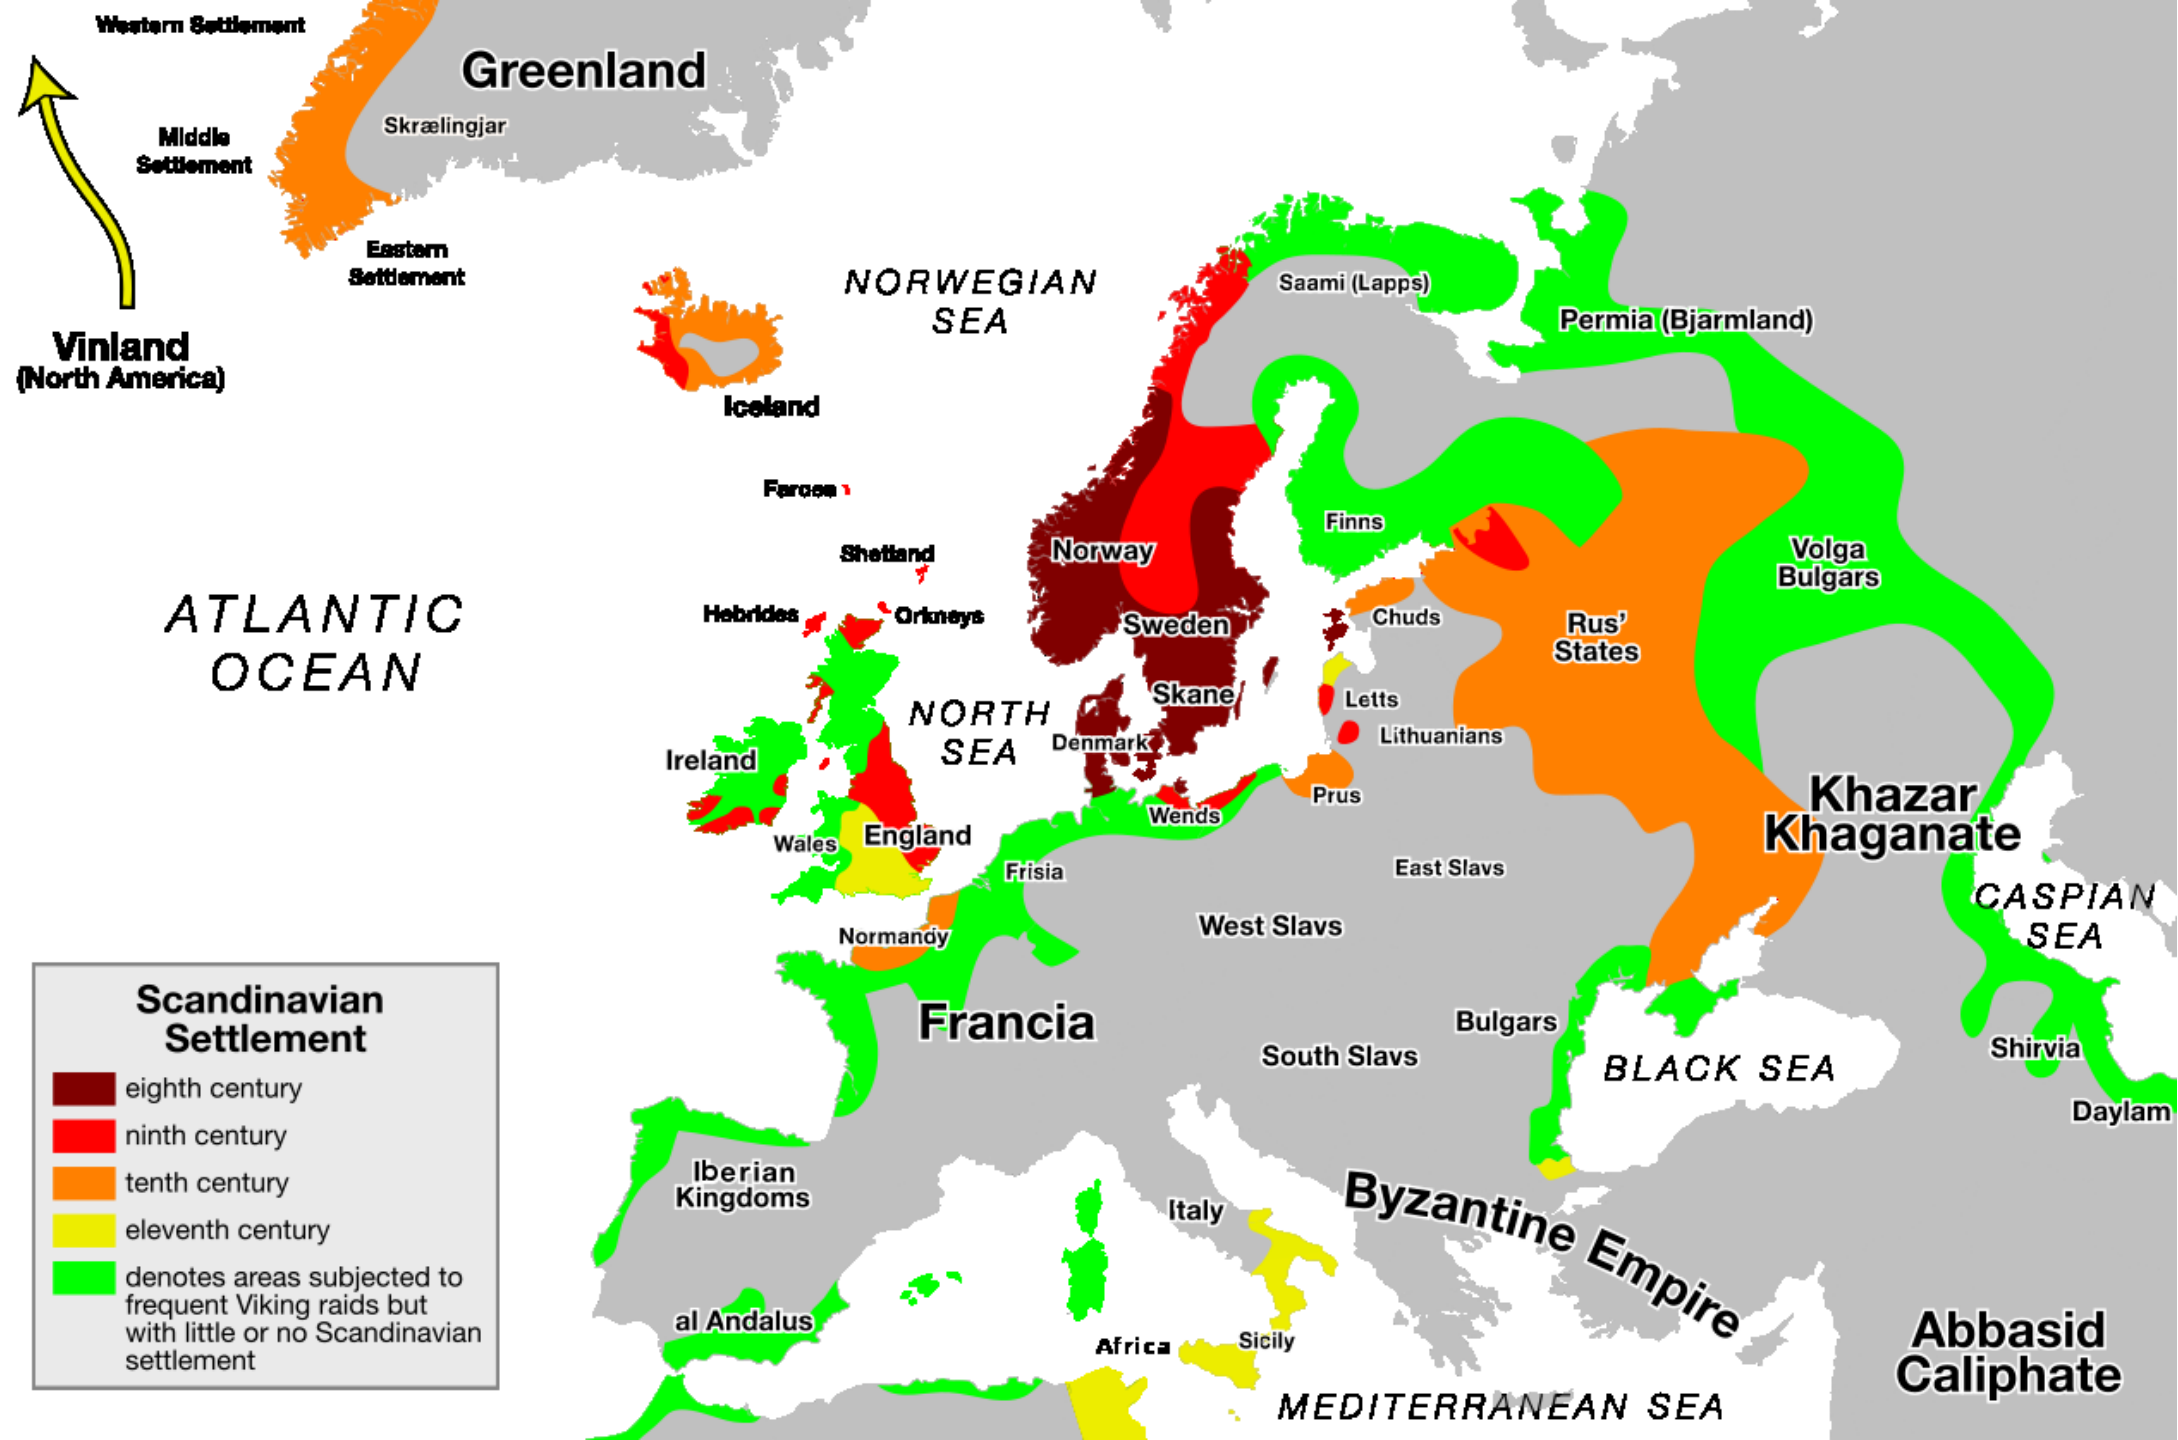 Western Settlement
Greenland
Skrælingjar
Middle
Settlement
Eastern
Settlement
Vinland
(North America)
NORWEGIAN
SEA
Iceland
Saami (Lapps)
Permia (Bjarmland)
Faroes
Shetland
Hebrides
Orkneys
ATLANTIC
OCEAN
Norway
Sweden
Skane
Denmark
Finns
Chuds
Letts
Lithuanians
Prus
Rus’
States
Volga
Bulgars
NORTH
SEA
Ireland
Wales
England
Wends
Frisia
Normandy
East Slavs
West Slavs
Khazar
Khaganate
CASPIAN
SEA
Francia
South Slavs
Bulgars
BLACK SEA
Shirvia
Daylam
Iberian
Kingdoms
al Andalus
Italy
Africa
Sicily
Byzantine Empire
MEDITERRANEAN SEA
Abbasid
Caliphate
Scandinavian
Settlement
eighth century
ninth century
tenth century
eleventh century
denotes areas subjected to
frequent Viking raids but
with little or no Scandinavian
settlement